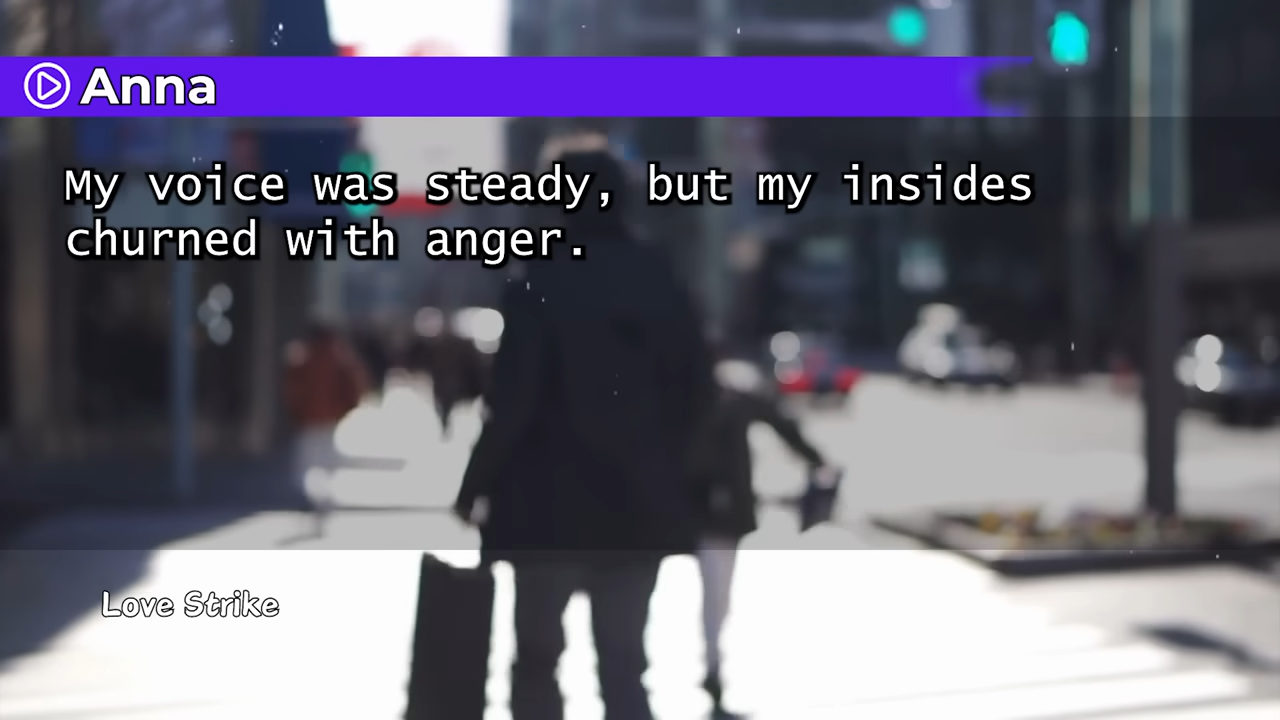 Anna
My voice was steady, but my insides
churned with anger.
Love Strike